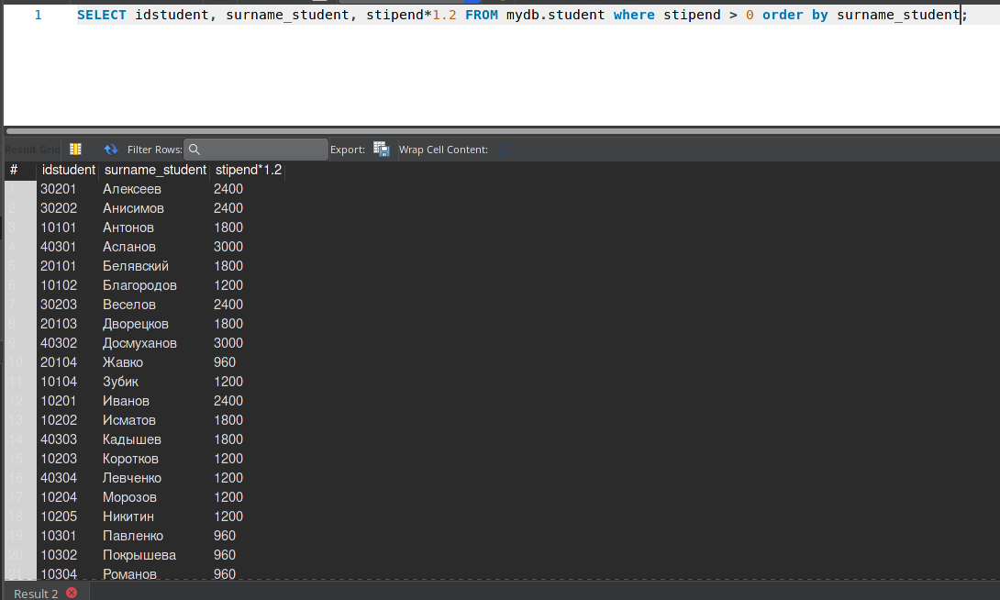 1 SELECT idstudent, surname_student, stipend*1.2 FROM mydb.student where stipend > 0 order by surname_student;
Result Grid Filter Rows: Export: Wrap Cell Content:
# idstudent surname_student stipend*1.2
1 30201 Алексеев 2400
2 30202 Анисимов 2400
3 10101 Антонов 1800
4 40301 Асланов 3000
5 20101 Белявский 1800
6 10102 Благородов 1200
7 30203 Веселов 2400
8 20103 Дворецков 1800
9 40302 Досмуханов 3000
10 20104 Жавко 960
11 10104 Зубик 1200
12 10201 Иванов 2400
13 10202 Исматов 1800
14 40303 Кадышев 1800
15 10203 Коротков 1200
16 40304 Левченко 1200
17 10204 Морозов 1200
18 10205 Никитин 1200
19 10301 Павленко 960
20 10302 Покрышева 960
21 10304 Романов 960
Result 2